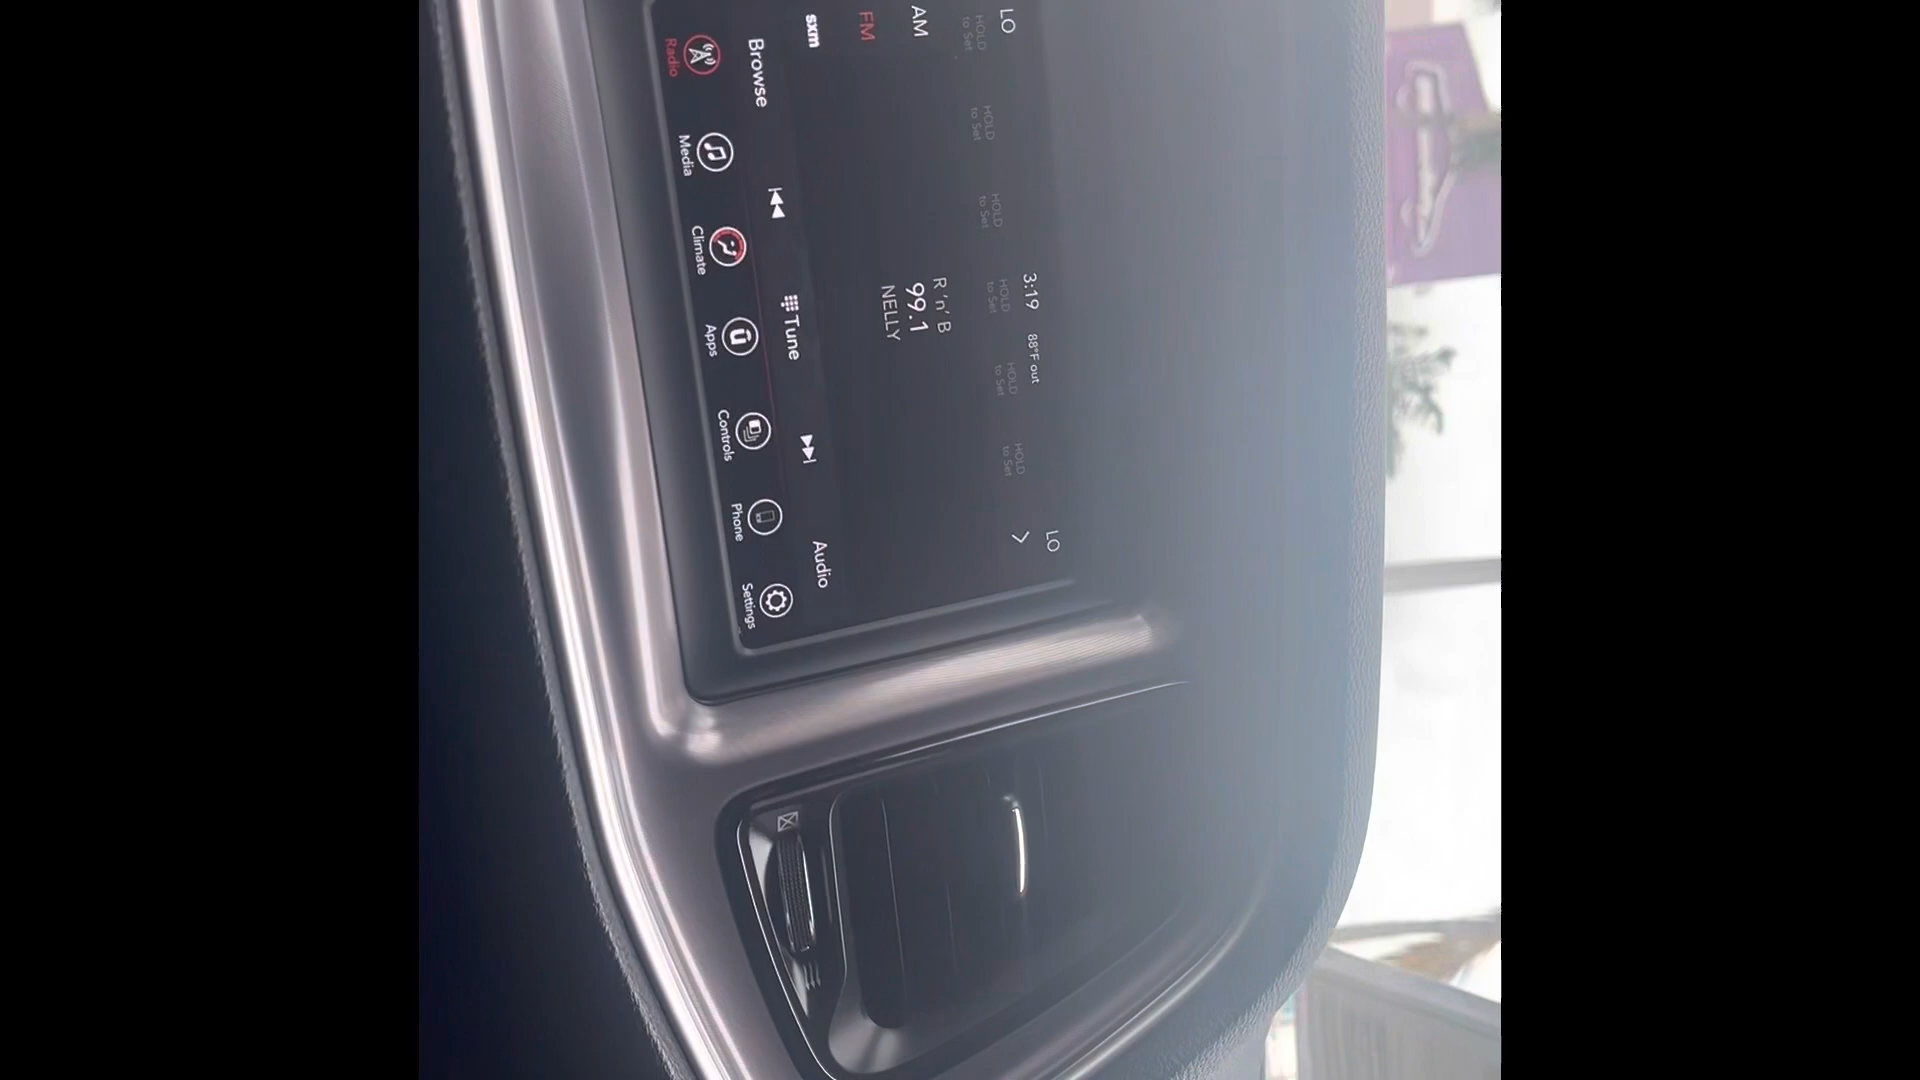 LO
3:19
88°F out
LO
HOLD
to Set
HOLD
to Set
HOLD
to Set
HOLD
to Set
HOLD
to Set
HOLD
to Set
AM
FM
sxm
R 'n' B
99.1
NELLY
Browse
Tune
Audio
Radio
Media
Climate
Apps
Controls
Phone
Settings